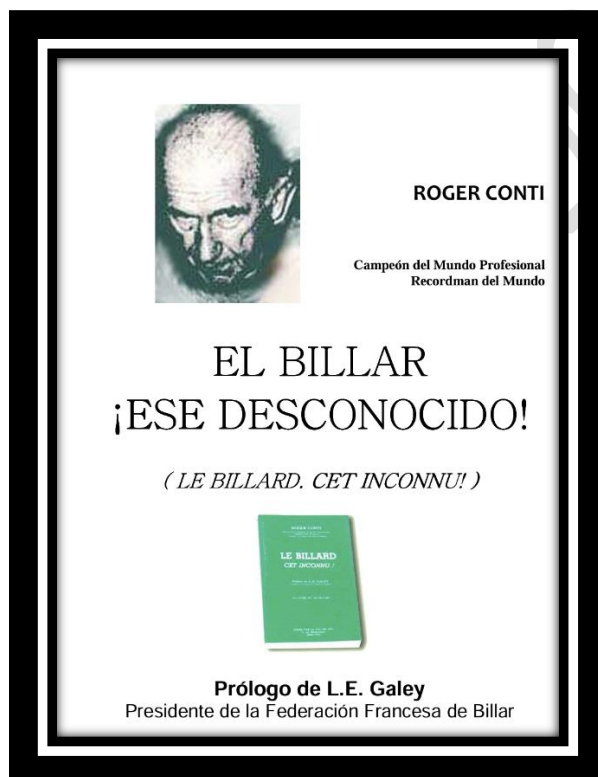 ROGER CONTI
Campeón del Mundo Profesional
Recordman del Mundo
EL BILLAR
¡ESE DESCONOCIDO!
( LE BILLARD. CET INCONNU! )
LE BILLARD
CET INCONNU !
Prólogo de L.E. Galey
Presidente de la Federación Francesa de Billar